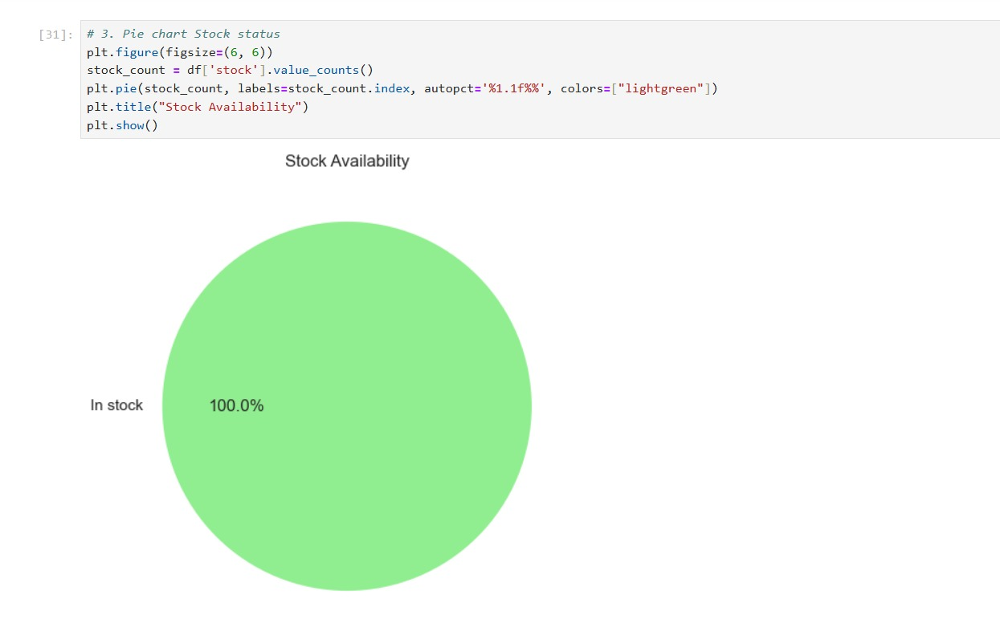 [31]: # 3. Pie chart Stock status
plt.figure(figsize=(6, 6))
stock_count = df['stock'].value_counts()
plt.pie(stock_count, labels=stock_count.index, autopct='%1.1f%%', colors=["lightgreen"])
plt.title("Stock Availability")
plt.show()
Stock Availability
In stock 100.0%